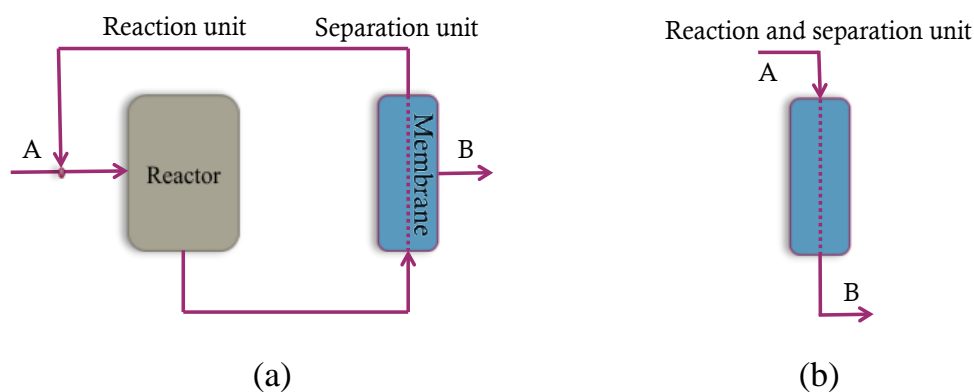 Reaction unit
Separation unit
A
Reactor
Membrane
B
(a)
Reaction and separation unit
A
B
(b)